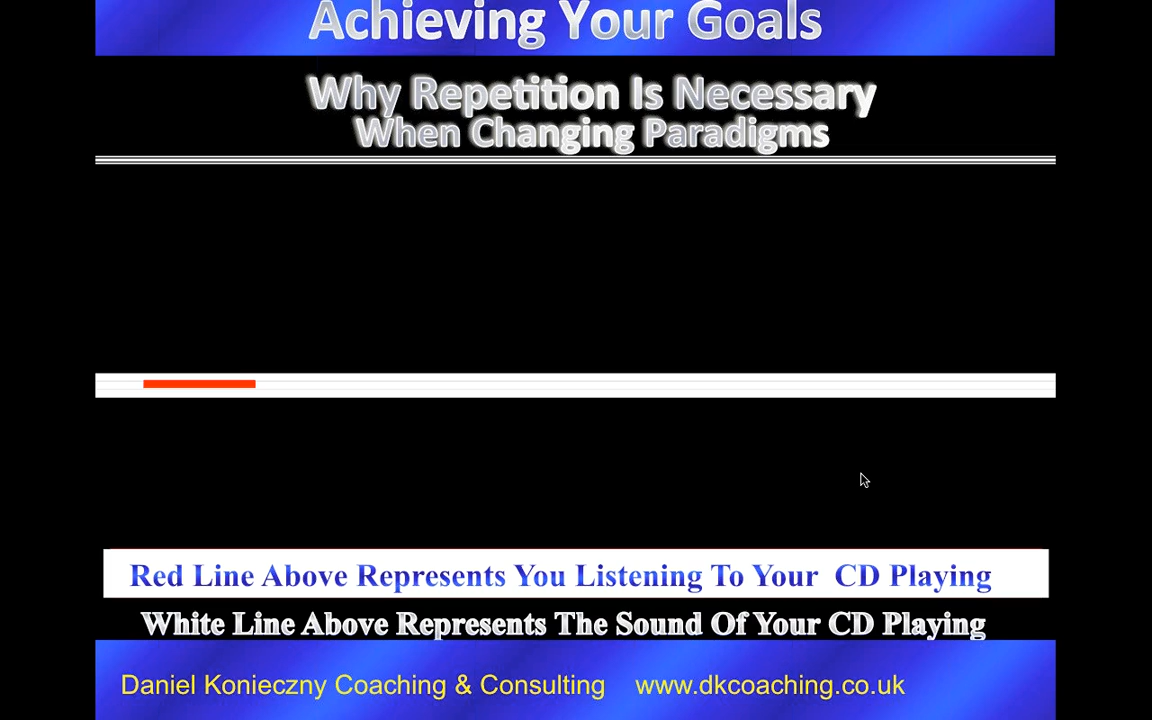 Achieving Your Goals
Why Repetition Is Necessary
When Changing Paradigms
Red Line Above Represents You Listening To Your CD Playing
White Line Above Represents The Sound Of Your CD Playing
Daniel Konieczny Coaching & Consulting www.dkcoaching.co.uk